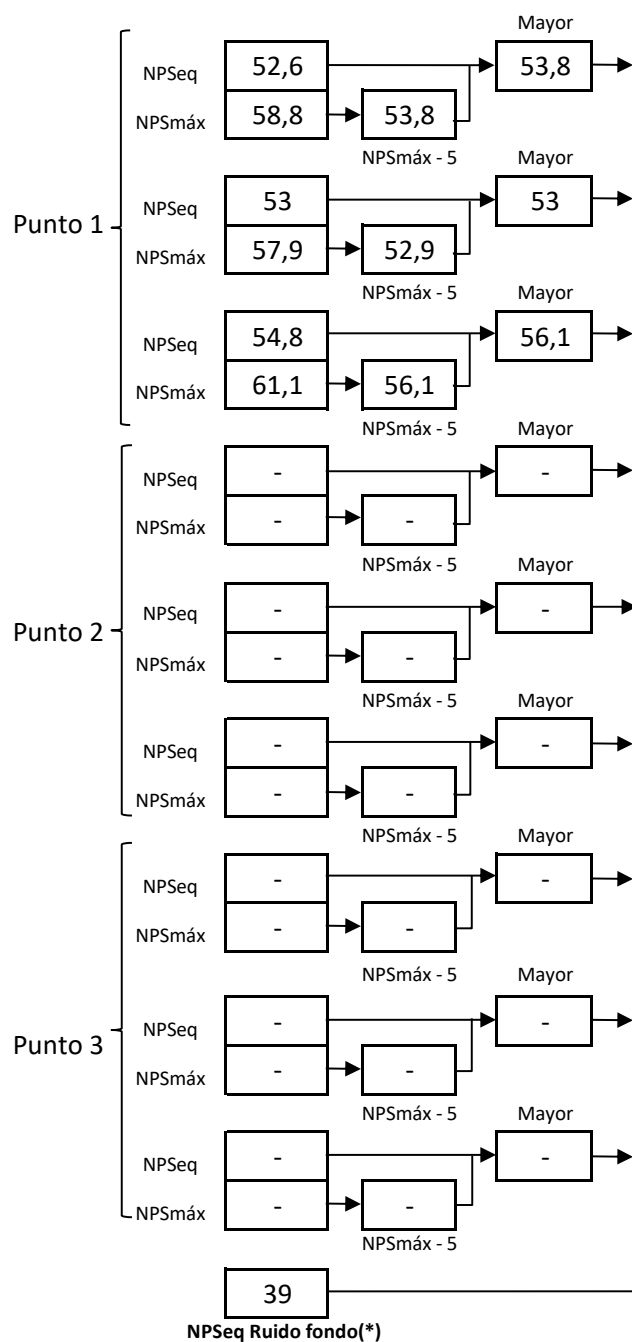 Mayor
NPSeq 52,6 53,8
NPSmáx 58,8 53,8
NPSmáx - 5
Mayor
Punto 1
NPSeq 53 53
NPSmáx 57,9 52,9
NPSmáx - 5
Mayor
NPSeq 54,8 56,1
NPSmáx 61,1 56,1
NPSmáx - 5
Mayor
NPSeq - -
NPSmáx - -
NPSmáx - 5
Mayor
Punto 2
NPSeq - -
NPSmáx - -
NPSmáx - 5
Mayor
NPSeq - -
NPSmáx - -
NPSmáx - 5
Mayor
NPSeq - -
NPSmáx - -
NPSmáx - 5
Mayor
Punto 3
NPSeq - -
NPSmáx - -
NPSmáx - 5
Mayor
NPSeq - -
NPSmáx - -
NPSmáx - 5
39
NPSeq Ruido fondo(*)